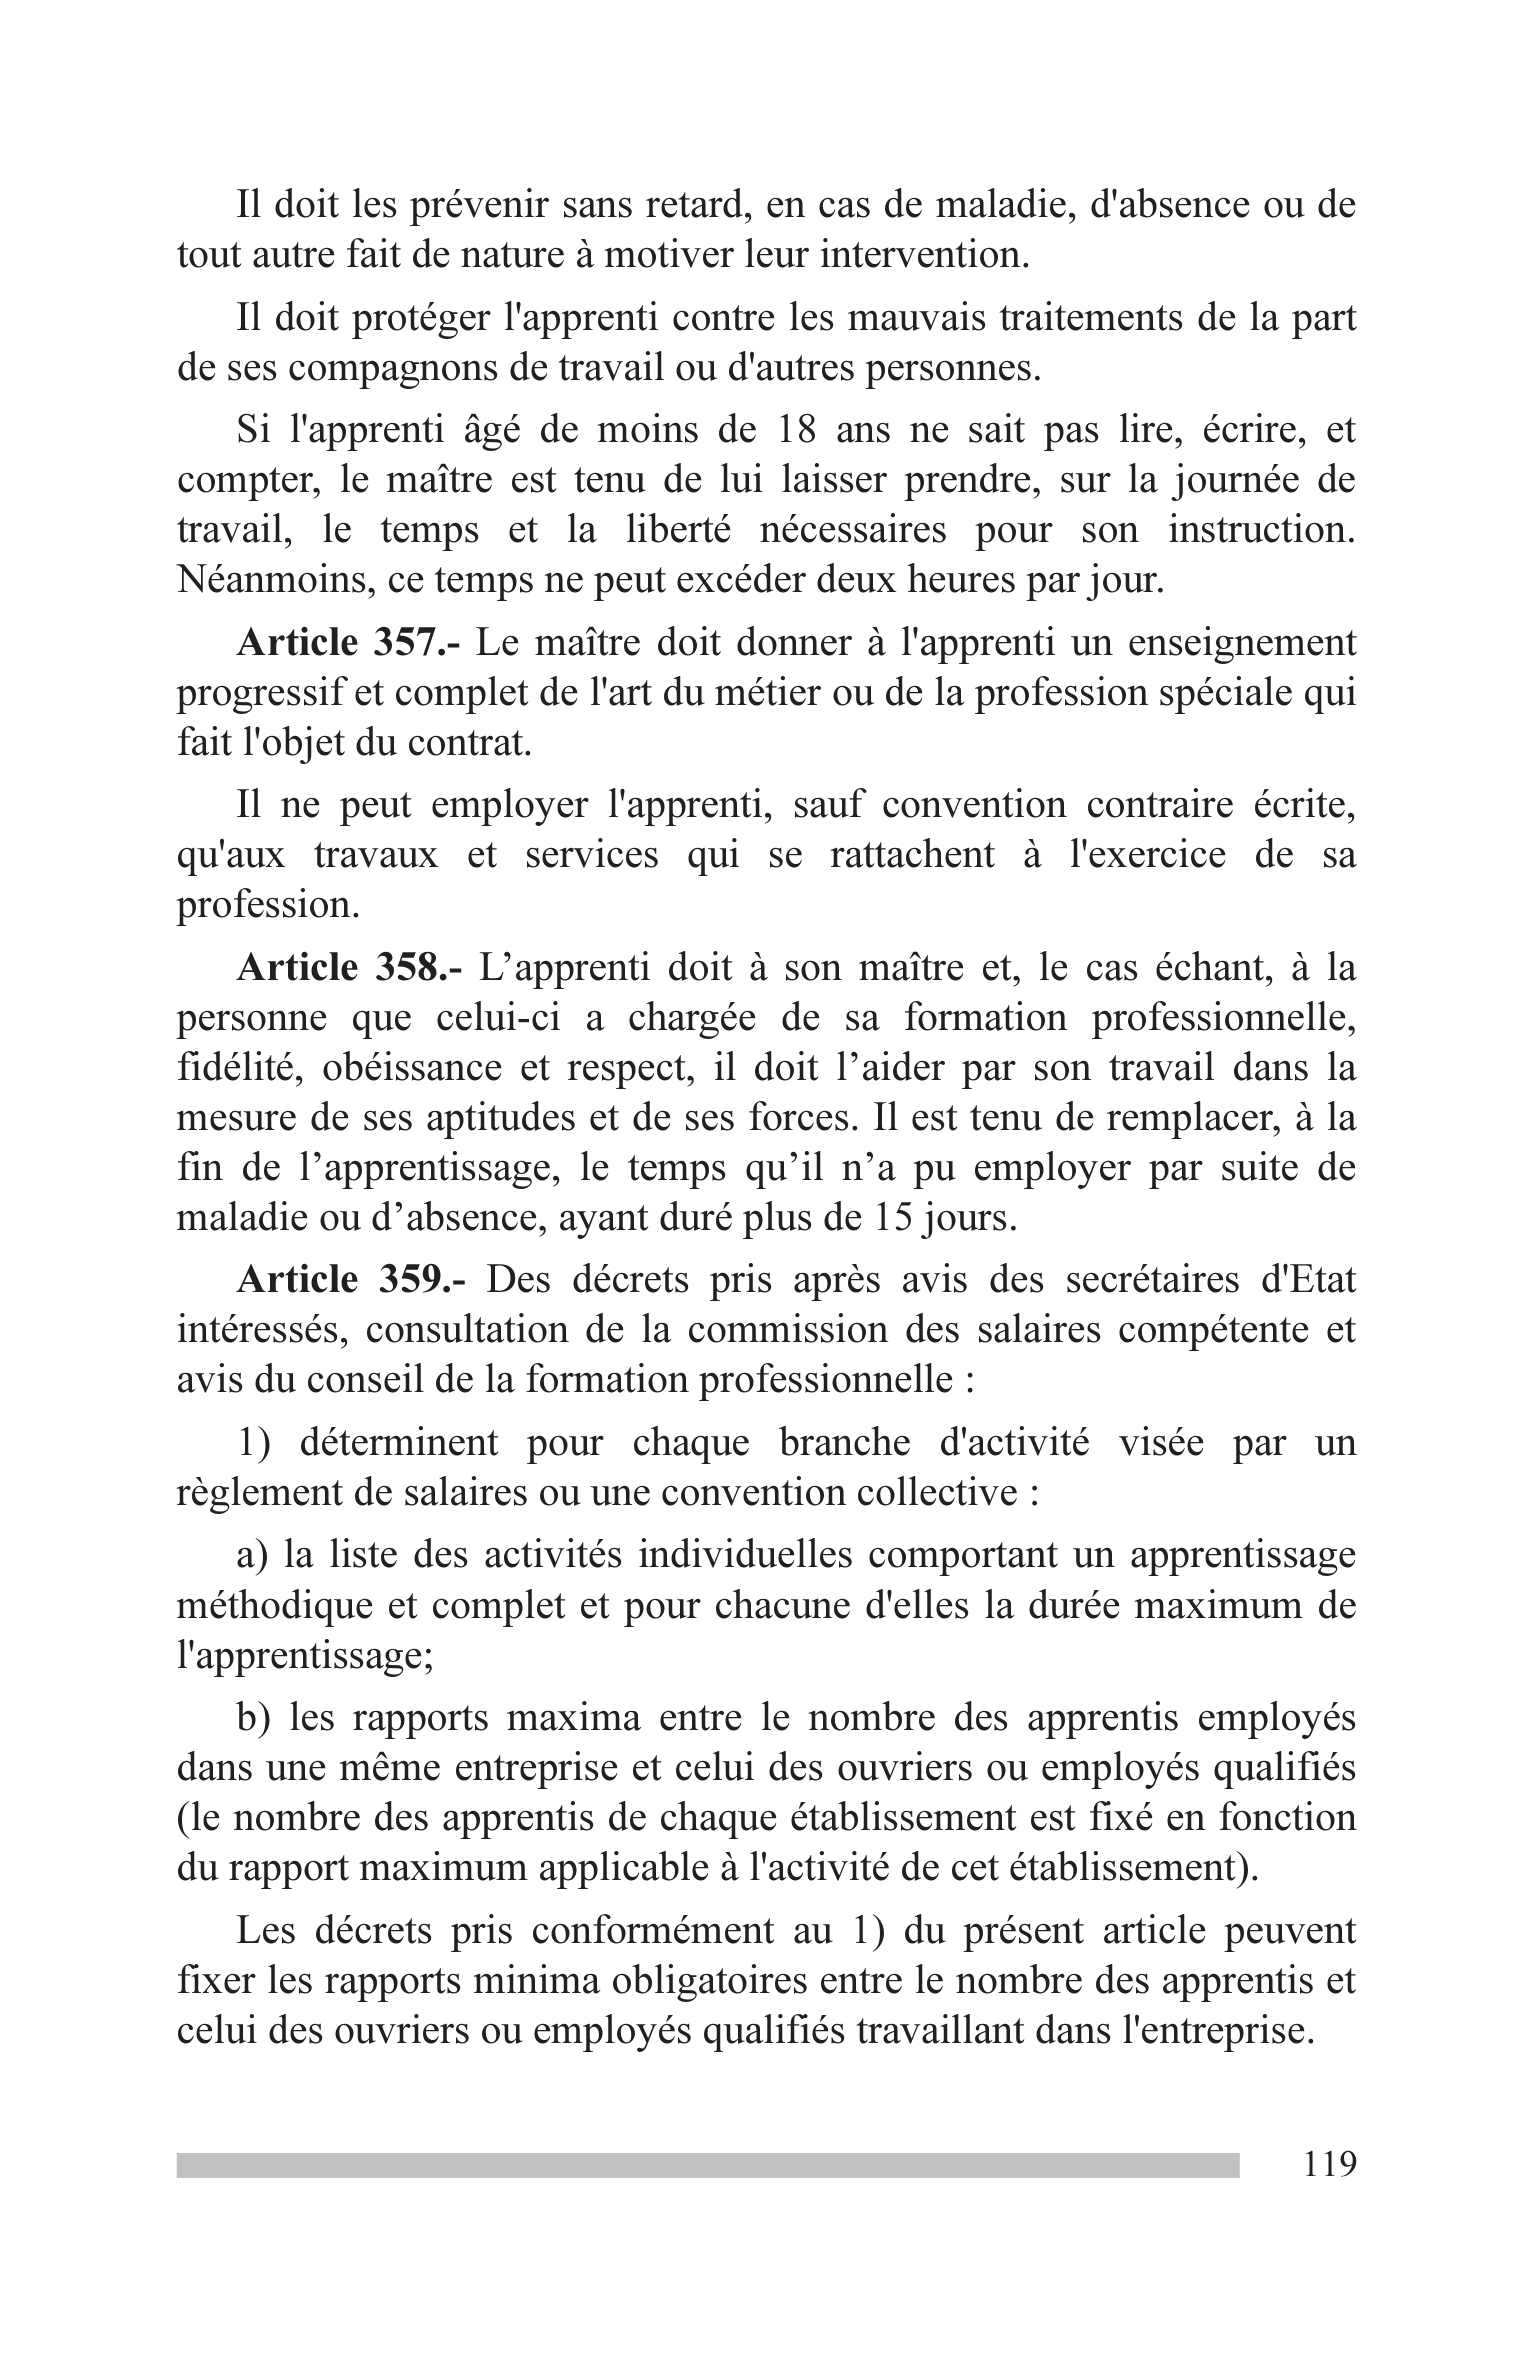 Il doit les prévenir sans retard, en cas de maladie, d'absence ou de
tout autre fait de nature à motiver leur intervention.
Il doit protéger l'apprenti contre les mauvais traitements de la part
de ses compagnons de travail ou d'autres personnes.
Si l'apprenti âgé de moins de 18 ans ne sait pas lire, écrire, et
compter, le maître est tenu de lui laisser prendre, sur la journée de
travail, le temps et la liberté nécessaires pour son instruction.
Néanmoins, ce temps ne peut excéder deux heures par jour.
Article 357.- Le maître doit donner à l'apprenti un enseignement
progressif et complet de l'art du métier ou de la profession spéciale qui
fait l'objet du contrat.
Il ne peut employer l'apprenti, sauf convention contraire écrite,
qu'aux travaux et services qui se rattachent à l'exercice de sa
profession.
Article 358.- L’apprenti doit à son maître et, le cas échant, à la
personne que celui-ci a chargée de sa formation professionnelle,
fidélité, obéissance et respect, il doit l’aider par son travail dans la
mesure de ses aptitudes et de ses forces. Il est tenu de remplacer, à la
fin de l’apprentissage, le temps qu’il n’a pu employer par suite de
maladie ou d’absence, ayant duré plus de 15 jours.
Article 359.- Des décrets pris après avis des secrétaires d'Etat
intéressés, consultation de la commission des salaires compétente et
avis du conseil de la formation professionnelle :
1) déterminent pour chaque branche d'activité visée par un
règlement de salaires ou une convention collective :
a) la liste des activités individuelles comportant un apprentissage
méthodique et complet et pour chacune d'elles la durée maximum de
l'apprentissage;
b) les rapports maxima entre le nombre des apprentis employés
dans une même entreprise et celui des ouvriers ou employés qualifiés
(le nombre des apprentis de chaque établissement est fixé en fonction
du rapport maximum applicable à l'activité de cet établissement).
Les décrets pris conformément au 1) du présent article peuvent
fixer les rapports minima obligatoires entre le nombre des apprentis et
celui des ouvriers ou employés qualifiés travaillant dans l'entreprise.
119